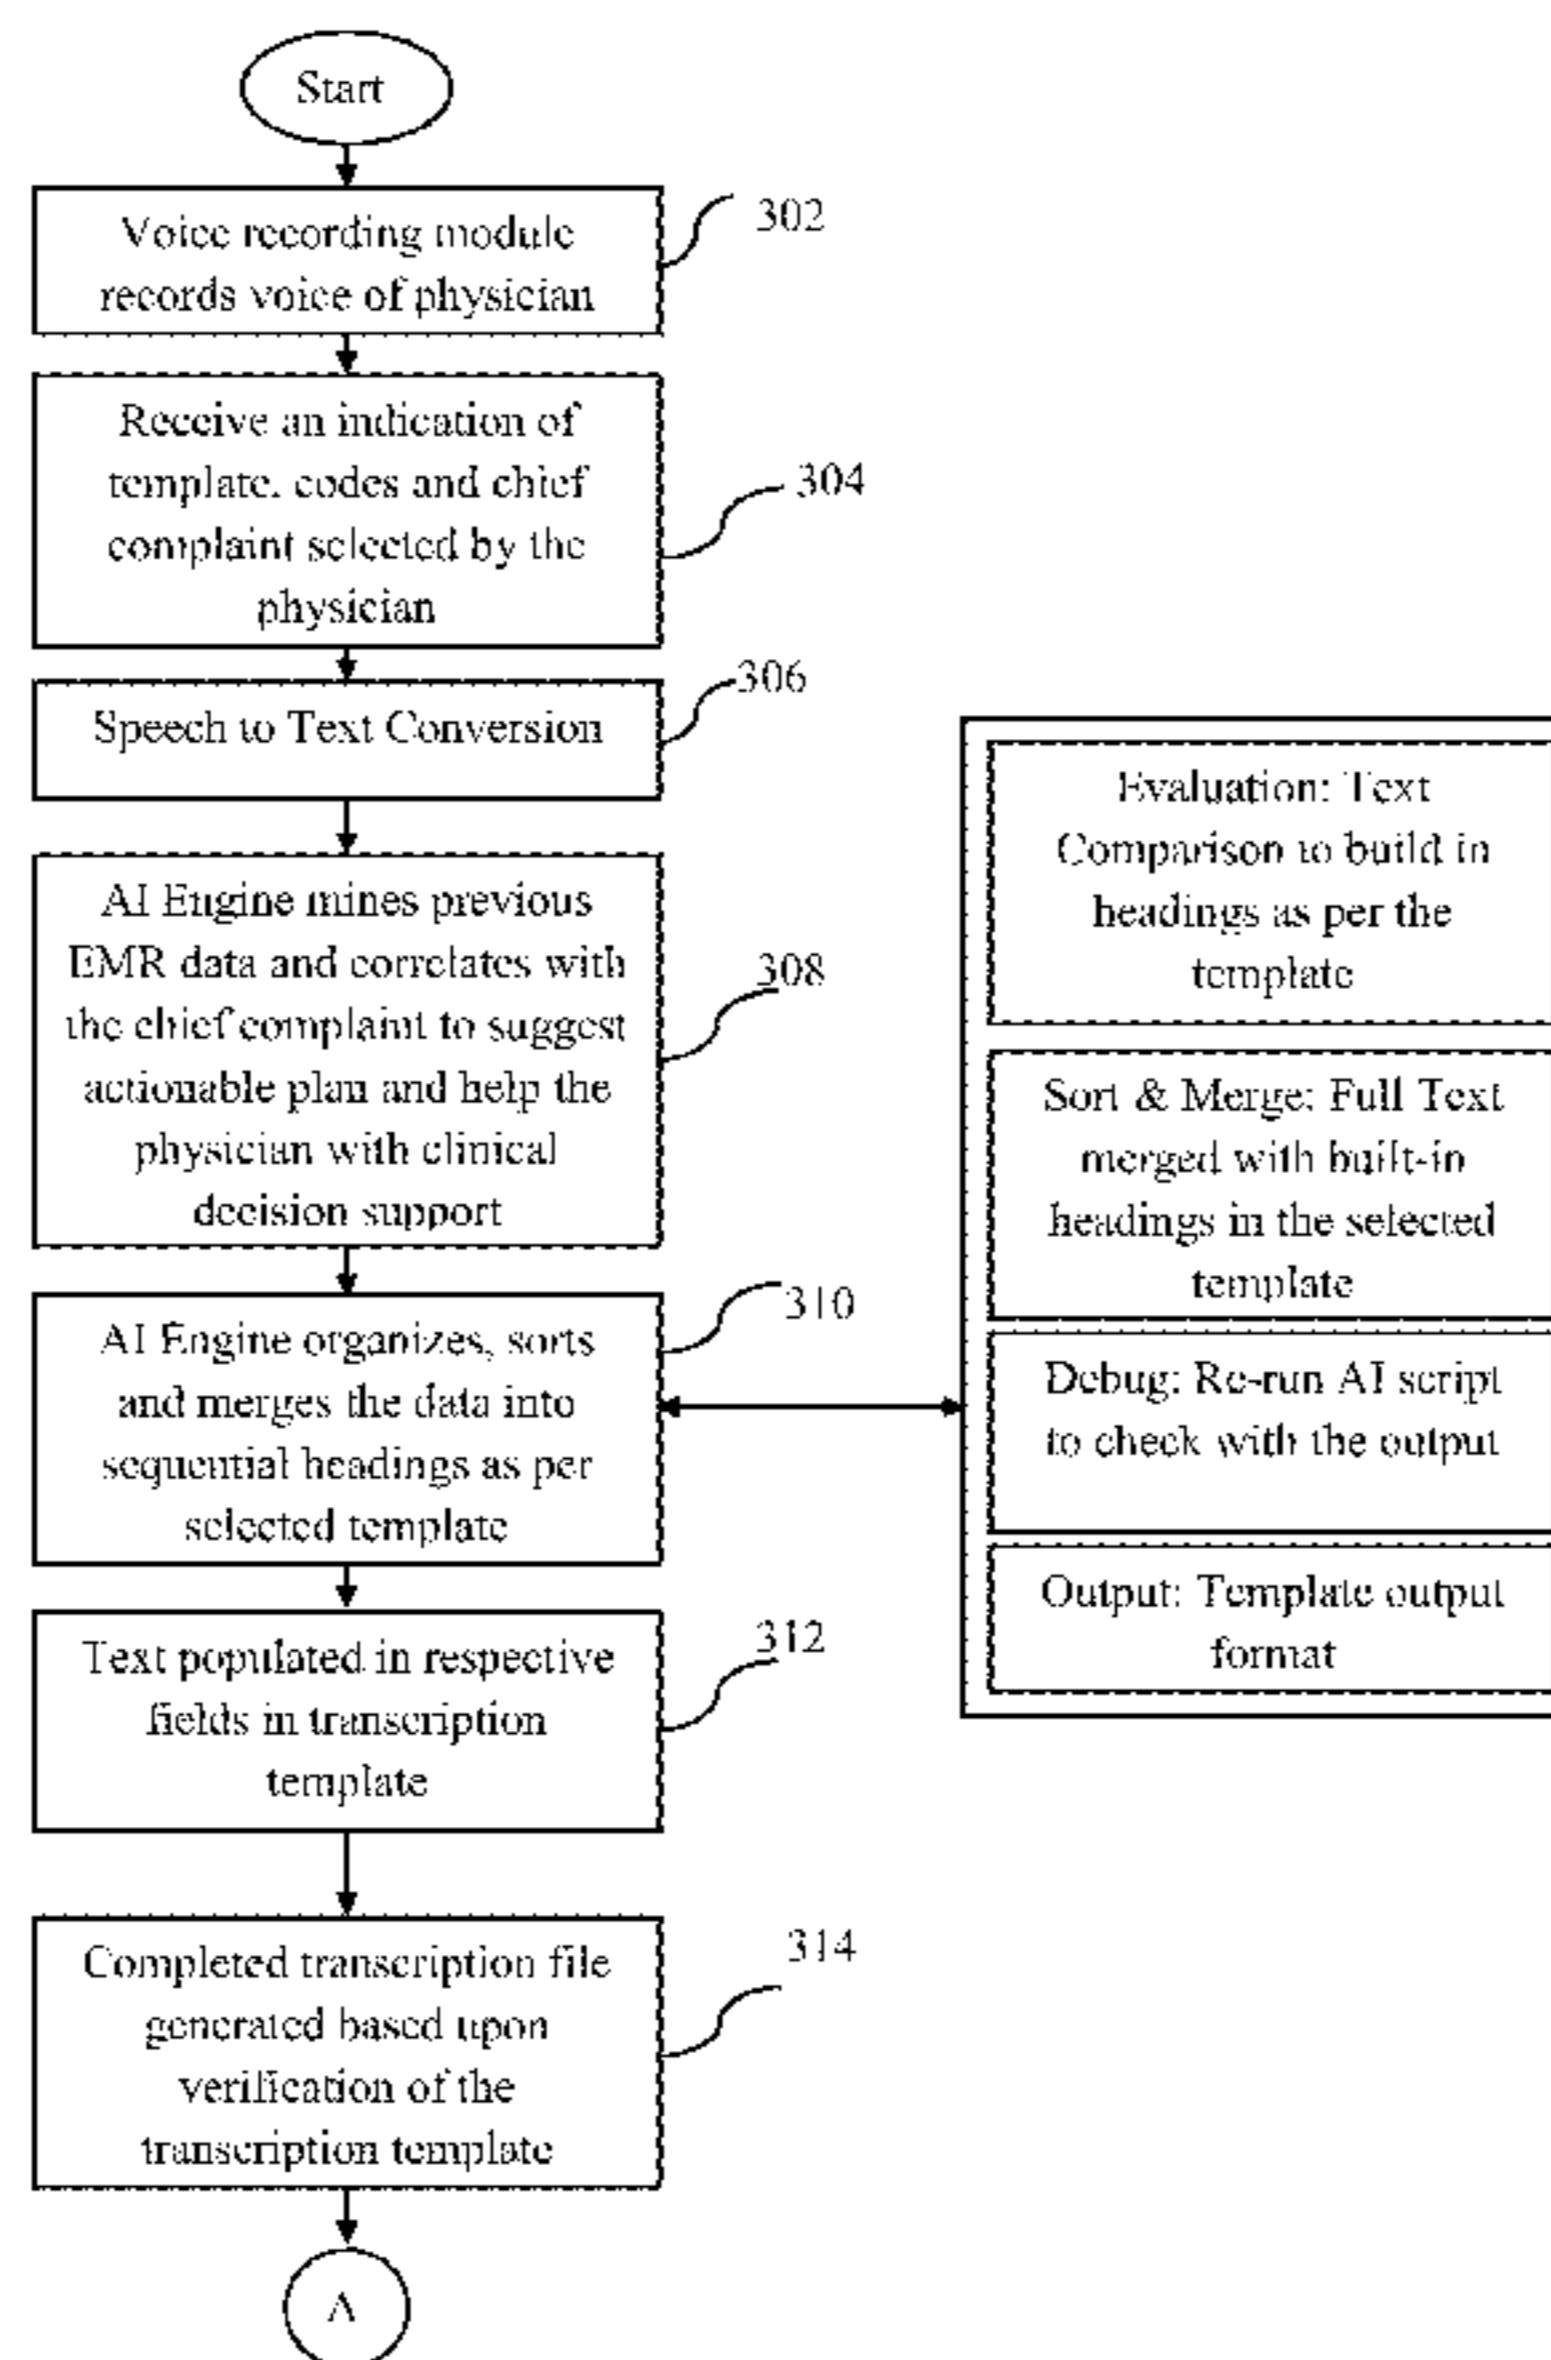 Start
Voice recording module
records voice of physician
302
Receive an indication of
template, codes and chief
complaint selected by the
physician
304
Speech to Text Conversion
306
AI Engine mines previous
EMR data and correlates with
the chief complaint to suggest
actionable plan and help the
physician with clinical
decision support
308
AI Engine organizes, sorts
and merges the data into
sequential headings as per
selected template
310
Evaluation: Text
Comparison to build in
headings as per the
template
Sort & Merge: Full Text
merged with built-in
headings in the selected
template
Debug: Re-run AI script
to check with the output
Output: Template output
format
Text populated in respective
fields in transcription
template
312
Completed transcription file
generated based upon
verification of the
transcription template
314
A